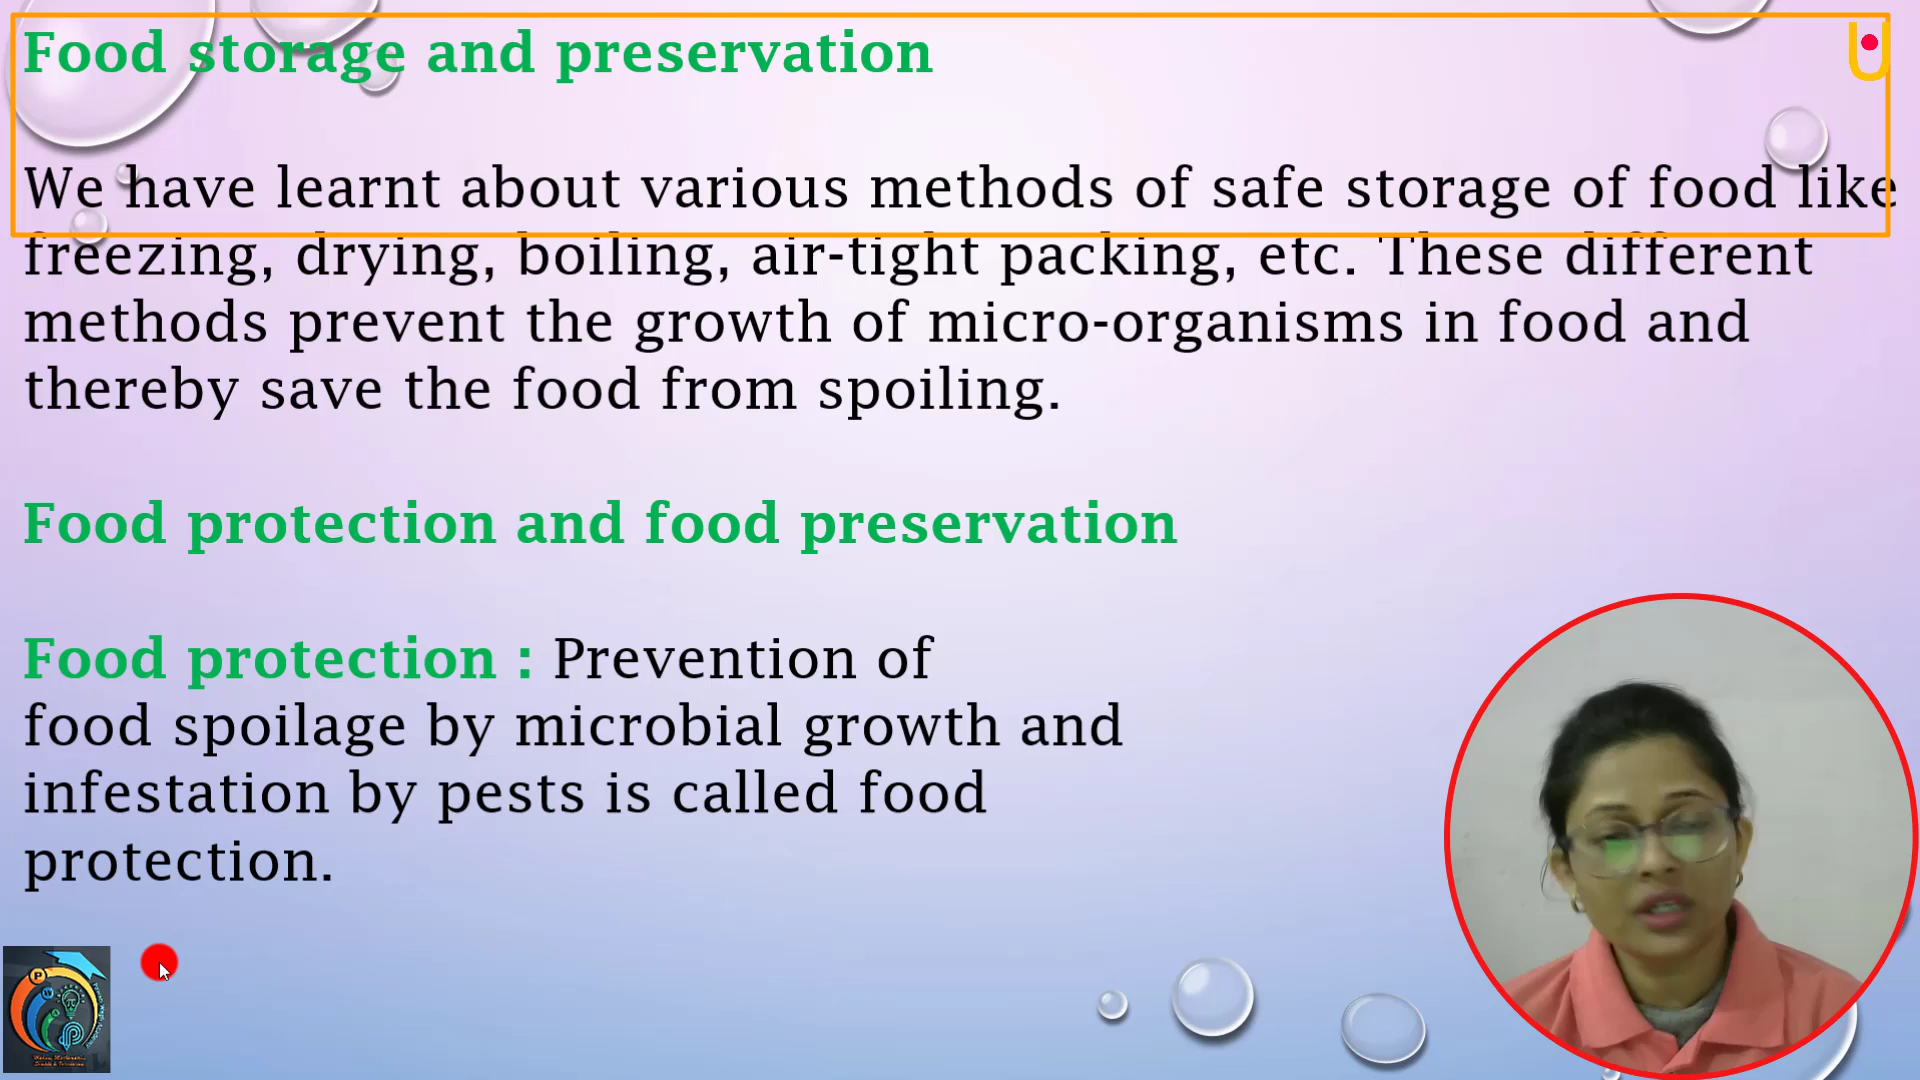 Food storage and preservation
We have learnt about various methods of safe storage of food like
freezing, drying, boiling, air-tight packing, etc. These different
methods prevent the growth of micro-organisms in food and
thereby save the food from spoiling.
Food protection and food preservation
Food protection : Prevention of
food spoilage by microbial growth and
infestation by pests is called food
protection.